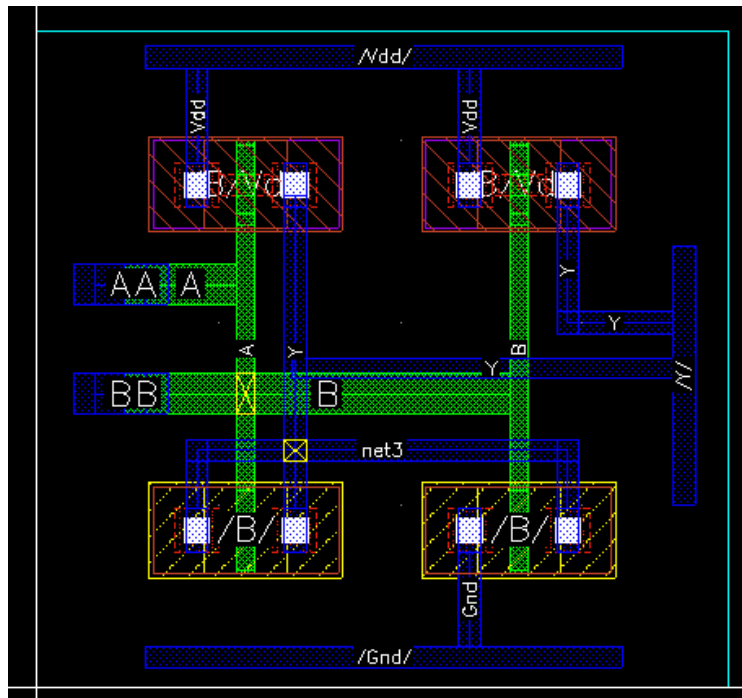 /Vdd/
Vdd
Vdd
B/Vd
B/Vd
Y
AA A
Y
A
Y
B
Y
/Y/
BB
B
net3
/B/
/B/
Gnd
/Gnd/